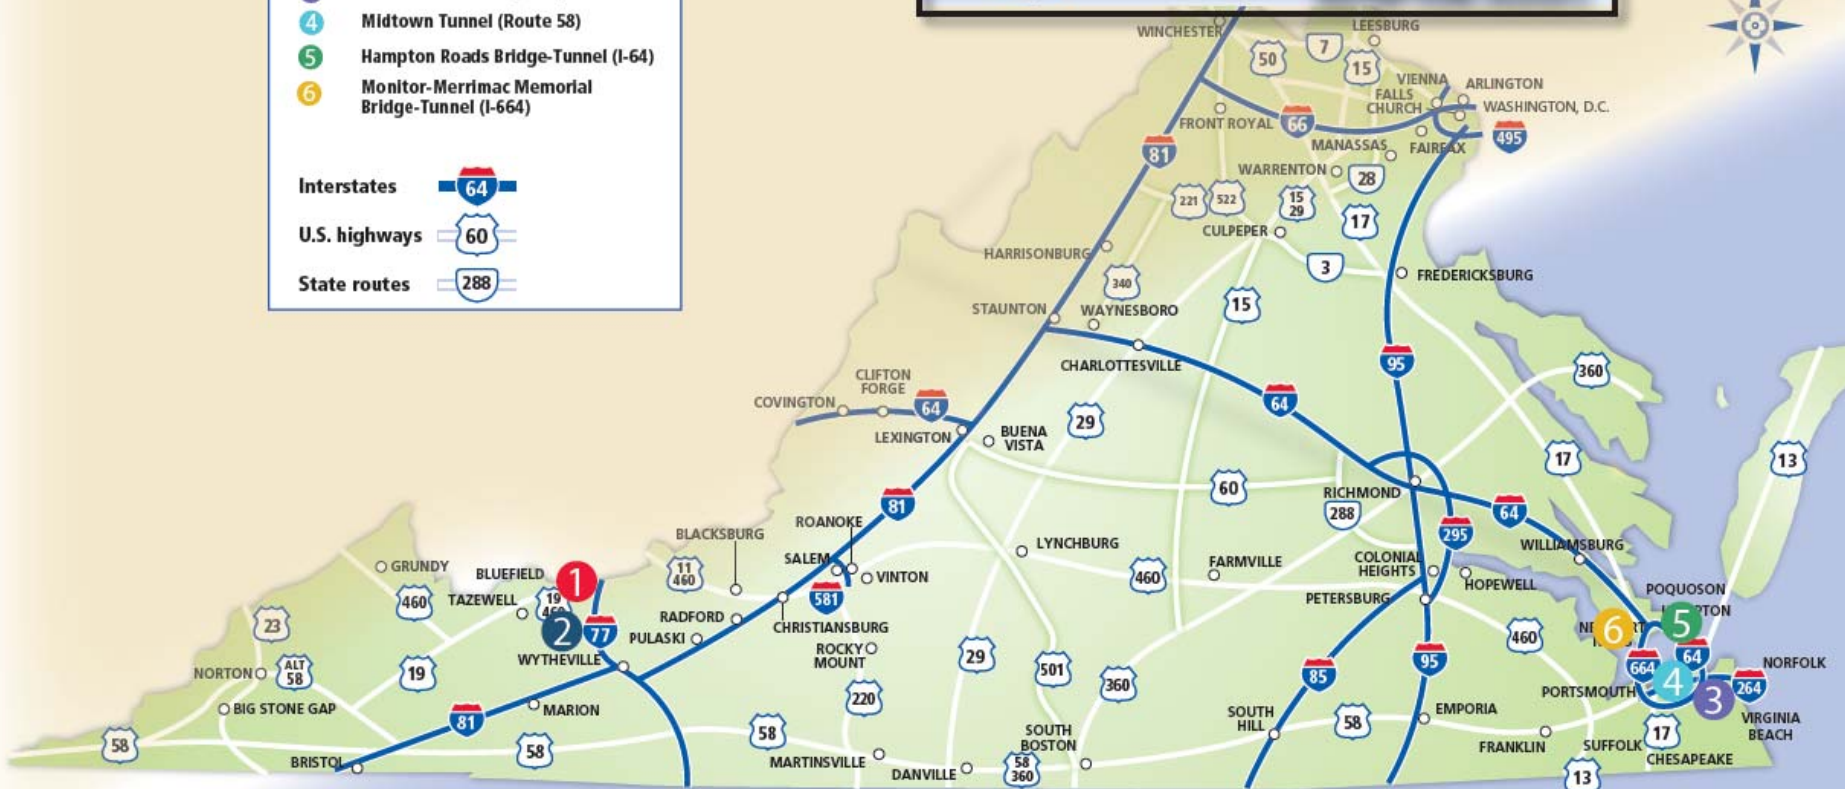 4 Midtown Tunnel (Route 58)
5 Hampton Roads Bridge-Tunnel (I-64)
6 Monitor-Merrimac Memorial
Bridge-Tunnel (I-664)
Interstates 64
U.S. highways 60
State routes 288
WINCHESTER
LEESBURG
50
7
15
VIENNA
ARLINGTON
FALLS
CHURCH
WASHINGTON, D.C.
FRONT ROYAL
66
495
81
MANASSAS
FAIRFAX
WARRENTON
28
221
522
15
29
17
CULPEPER
HARRISONBURG
3
FREDERICKSBURG
340
STAUNTON
WAYNESBORO
15
CHARLOTTESVILLE
95
360
CLIFTON
FORGE
COVINGTON
64
64
LEXINGTON
BUENA
VISTA
29
17
13
60
RICHMOND
288
81
64
ROANOKE
BLACKSBURG
295
LYNCHBURG
WILLIAMSBURG
SALEM
VINTON
GRUNDY
BLUEFIELD
1
11
460
460
FARMVILLE
COLONIAL
HEIGHTS
HOPEWELL
TAZEWELL
19
460
581
PETERSBURG
POQUOSON
23
2
77
RADFORD
CHRISTIANSBURG
PULASKI
6
5
460
ROCKY
MOUNT
WYTHEVILLE
29
501
360
85
95
664
64
NORFOLK
NORTON
ALT
58
19
220
PORTSMOUTH
4
3
264
BIG STONE GAP
81
MARION
58
SOUTH
HILL
58
EMPORIA
VIRGINIA
BEACH
58
58
SOUTH
BOSTON
17
FRANKLIN
SUFFOLK
CHESAPEAKE
BRISTOL
MARTINSVILLE
DANVILLE
58
360
13